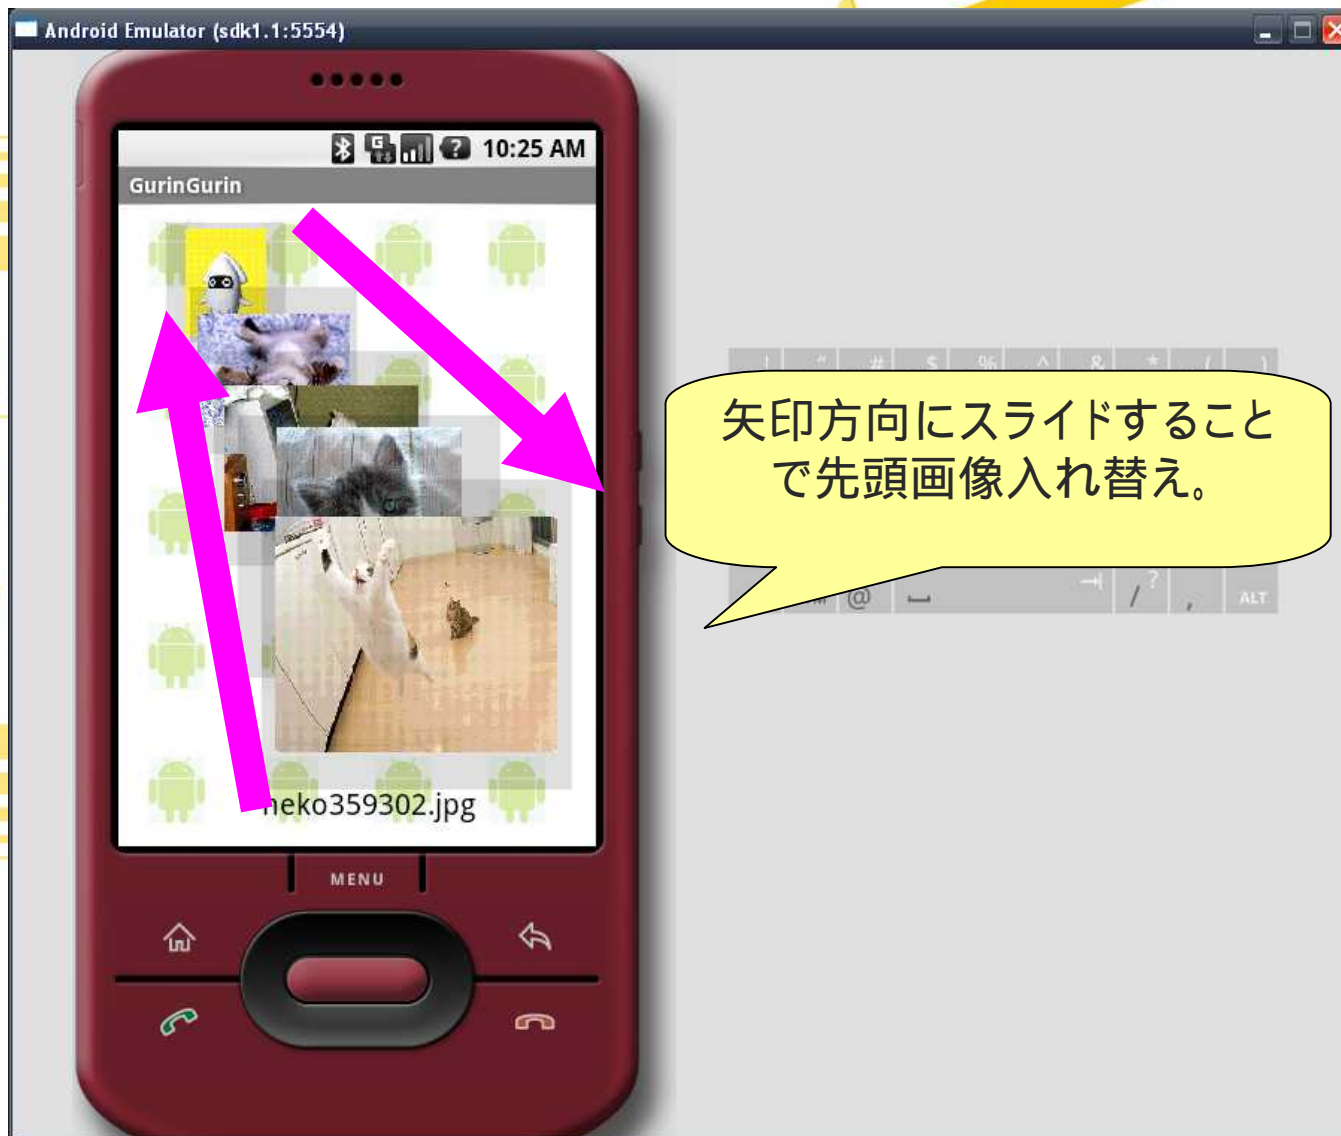 Android Emulator (sdk1.1:5554)
10:25 AM
GurinGurin
! " # $ % ^ & * ( )
矢印方向にスライドすること
で先頭画像入れ替え。
@ / ? , ALT
neko359302.jpg
MENU